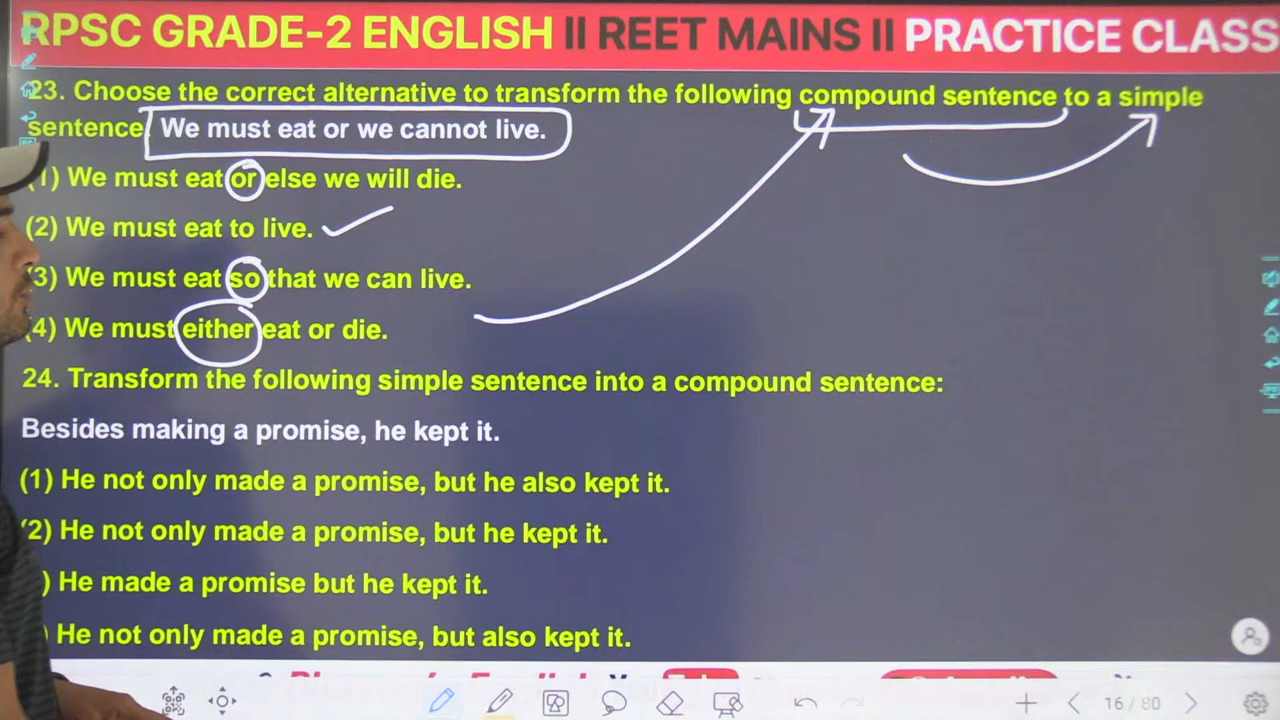 RPSC GRADE-2 ENGLISH II REET MAINS II PRACTICE CLASS
23. Choose the correct alternative to transform the following compound sentence to a simple
sentence. We must eat or we cannot live.
(1) We must eat or else we will die.
(2) We must eat to live.
(3) We must eat so that we can live.
(4) We must either eat or die.
24. Transform the following simple sentence into a compound sentence:
Besides making a promise, he kept it.
(1) He not only made a promise, but he also kept it.
(2) He not only made a promise, but he kept it.
) He made a promise but he kept it.
) He not only made a promise, but also kept it.
16 / 80